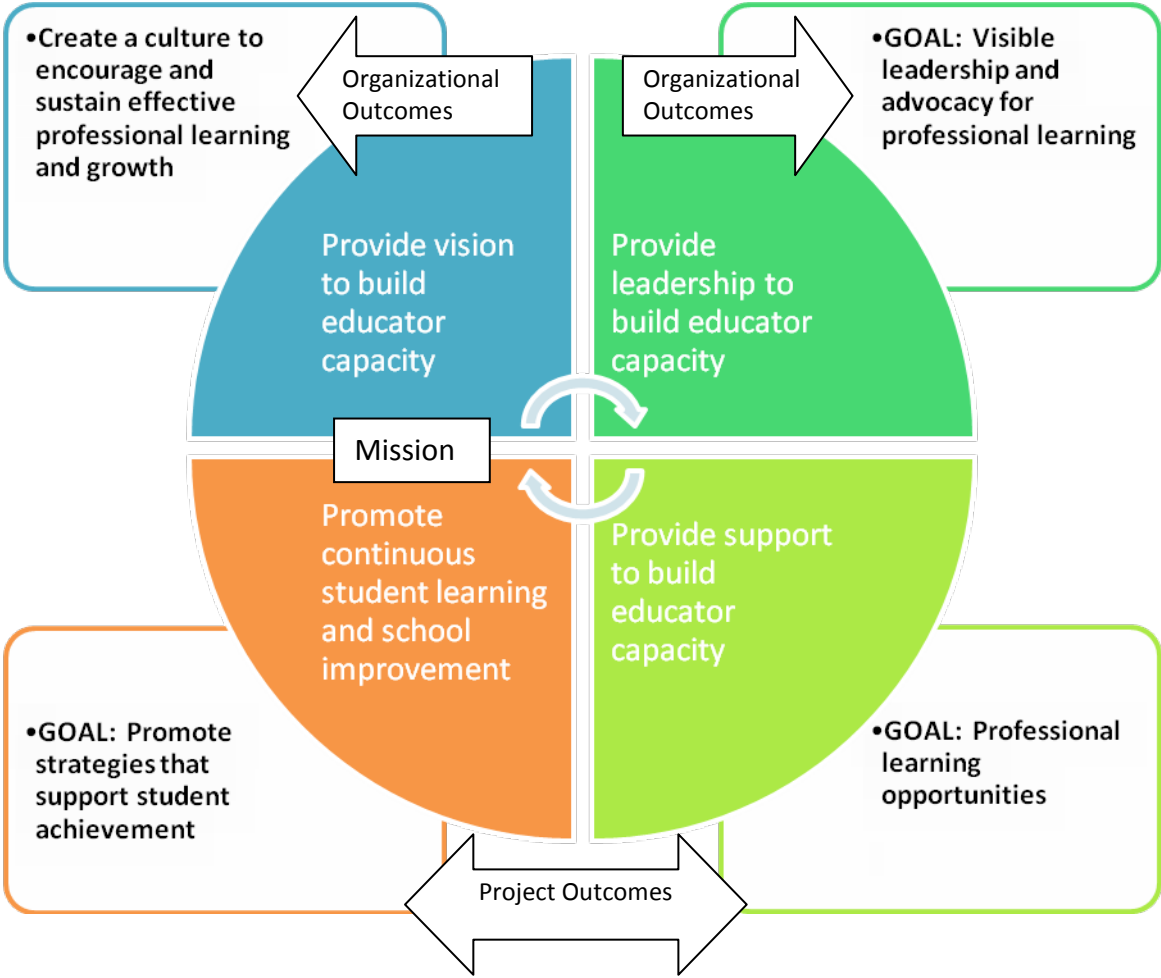 •Create a culture to
encourage and
sustain effective
professional learning
and growth
Organizational
Outcomes
Organizational
Outcomes
•GOAL: Visible
leadership and
advocacy for
professional learning
Provide vision
to build
educator
capacity
Provide
leadership to
build educator
capacity
Mission
Promote
continuous
student learning
and school
improvement
Provide support
to build
educator
capacity
•GOAL: Promote
strategies that
support student
achievement
•GOAL: Professional
learning
opportunities
Project Outcomes